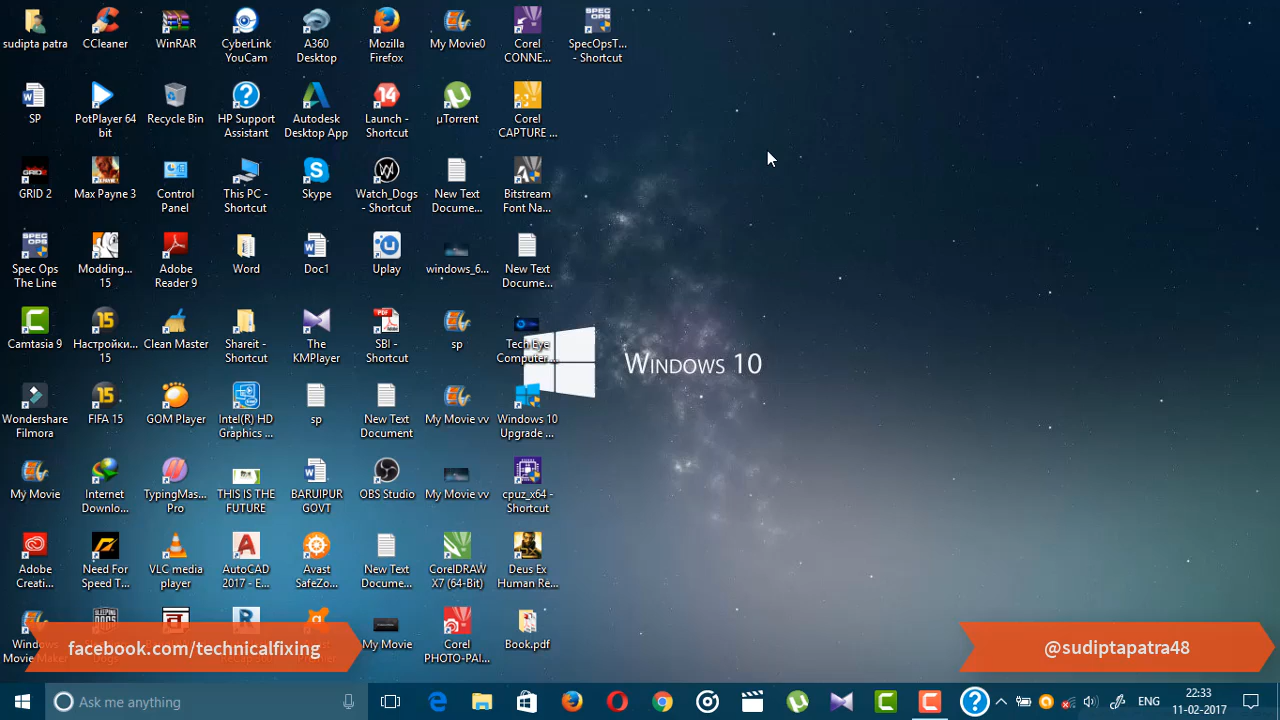 sudipta patra
CCleaner
WinRAR
CyberLink
YouCam
A360
Desktop
Mozilla
Firefox
My Movie0
Corel
CONNE...
SpecOpsT...
- Shortcut
SP
PotPlayer 64
bit
Recycle Bin
HP Support
Assistant
Autodesk
Desktop App
Launch -
Shortcut
µTorrent
Corel
CAPTURE ...
GRID 2
Max Payne 3
Control
Panel
This PC -
Shortcut
Skype
Watch_Dogs
- Shortcut
New Text
Docume...
Bitstream
Font Na...
Spec Ops
The Line
Modding...
15
Adobe
Reader 9
Word
Doc1
Uplay
windows_6...
New Text
Docume...
Camtasia 9
Настройки...
15
Clean Master
Shareit -
Shortcut
The
KMPlayer
SBI -
Shortcut
sp
Tech Eye
Computer...
Windows 10
Wondershare
Filmora
FIFA 15
GOM Player
Intel(R) HD
Graphics ...
sp
New Text
Document
My Movie vv
Windows 10
Upgrade ...
My Movie
Internet
Downlo...
TypingMas...
Pro
THIS IS THE
FUTURE
BARUIPUR
GOVT
OBS Studio
My Movie vv
cpuz_x64 -
Shortcut
Adobe
Creati...
Need For
Speed T...
VLC media
player
AutoCAD
2017 - E...
Avast
SafeZo...
New Text
Docume...
CorelDRAW
X7 (64-Bit)
Deus Ex
Human Re...
Windows
Movie Maker
My Movie
Corel
PHOTO-PAI...
Book.pdf
facebook.com/technicalfixing
@sudiptapatra48
Ask me anything
ENG
22:33
11-02-2017